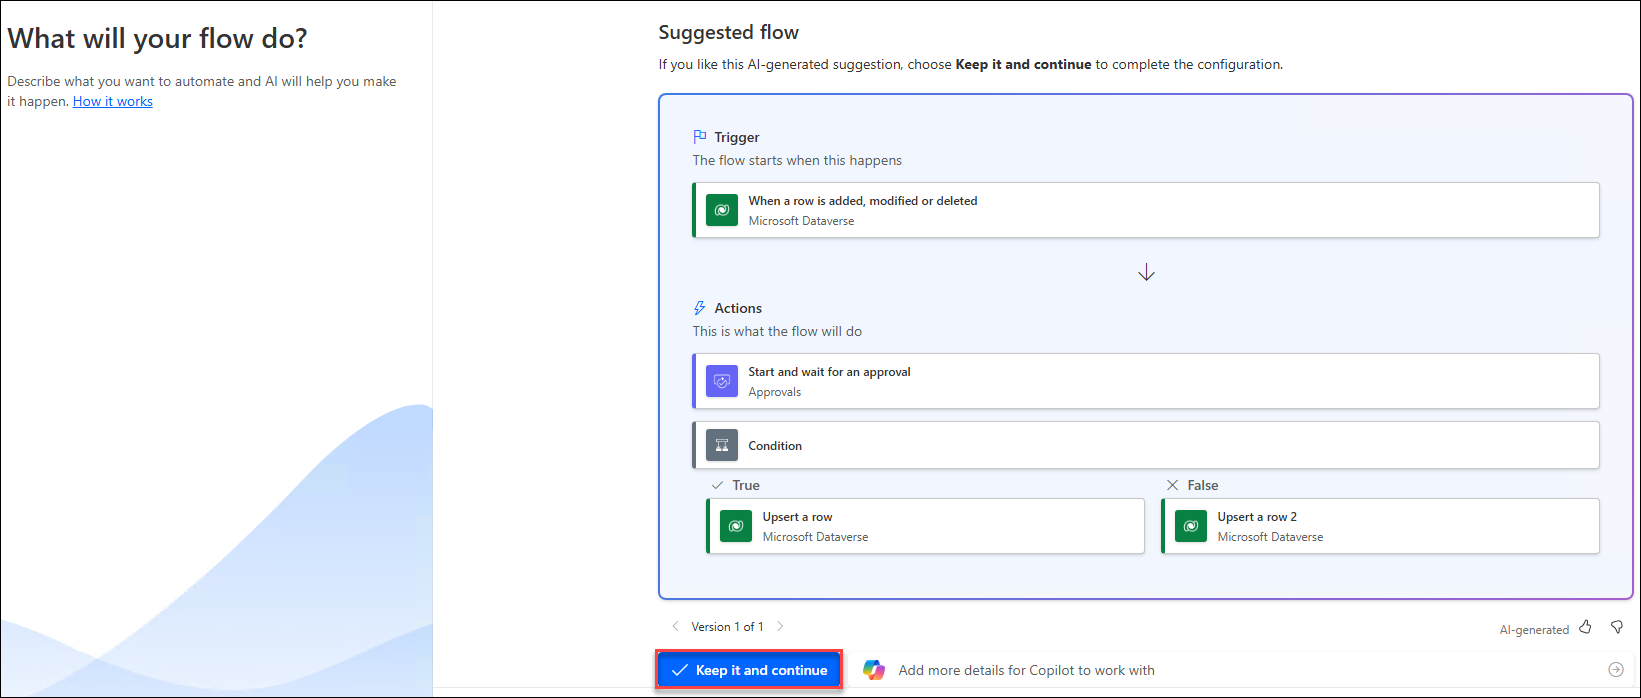 What will your flow do?
Describe what you want to automate and AI will help you make
it happen. How it works
Suggested flow
If you like this AI-generated suggestion, choose Keep it and continue to complete the configuration.
Trigger
The flow starts when this happens
When a row is added, modified or deleted
Microsoft Dataverse
Actions
This is what the flow will do
Start and wait for an approval
Approvals
Condition
True
Upsert a row
Microsoft Dataverse
False
Upsert a row 2
Microsoft Dataverse
Version 1 of 1
AI-generated
Keep it and continue
Add more details for Copilot to work with